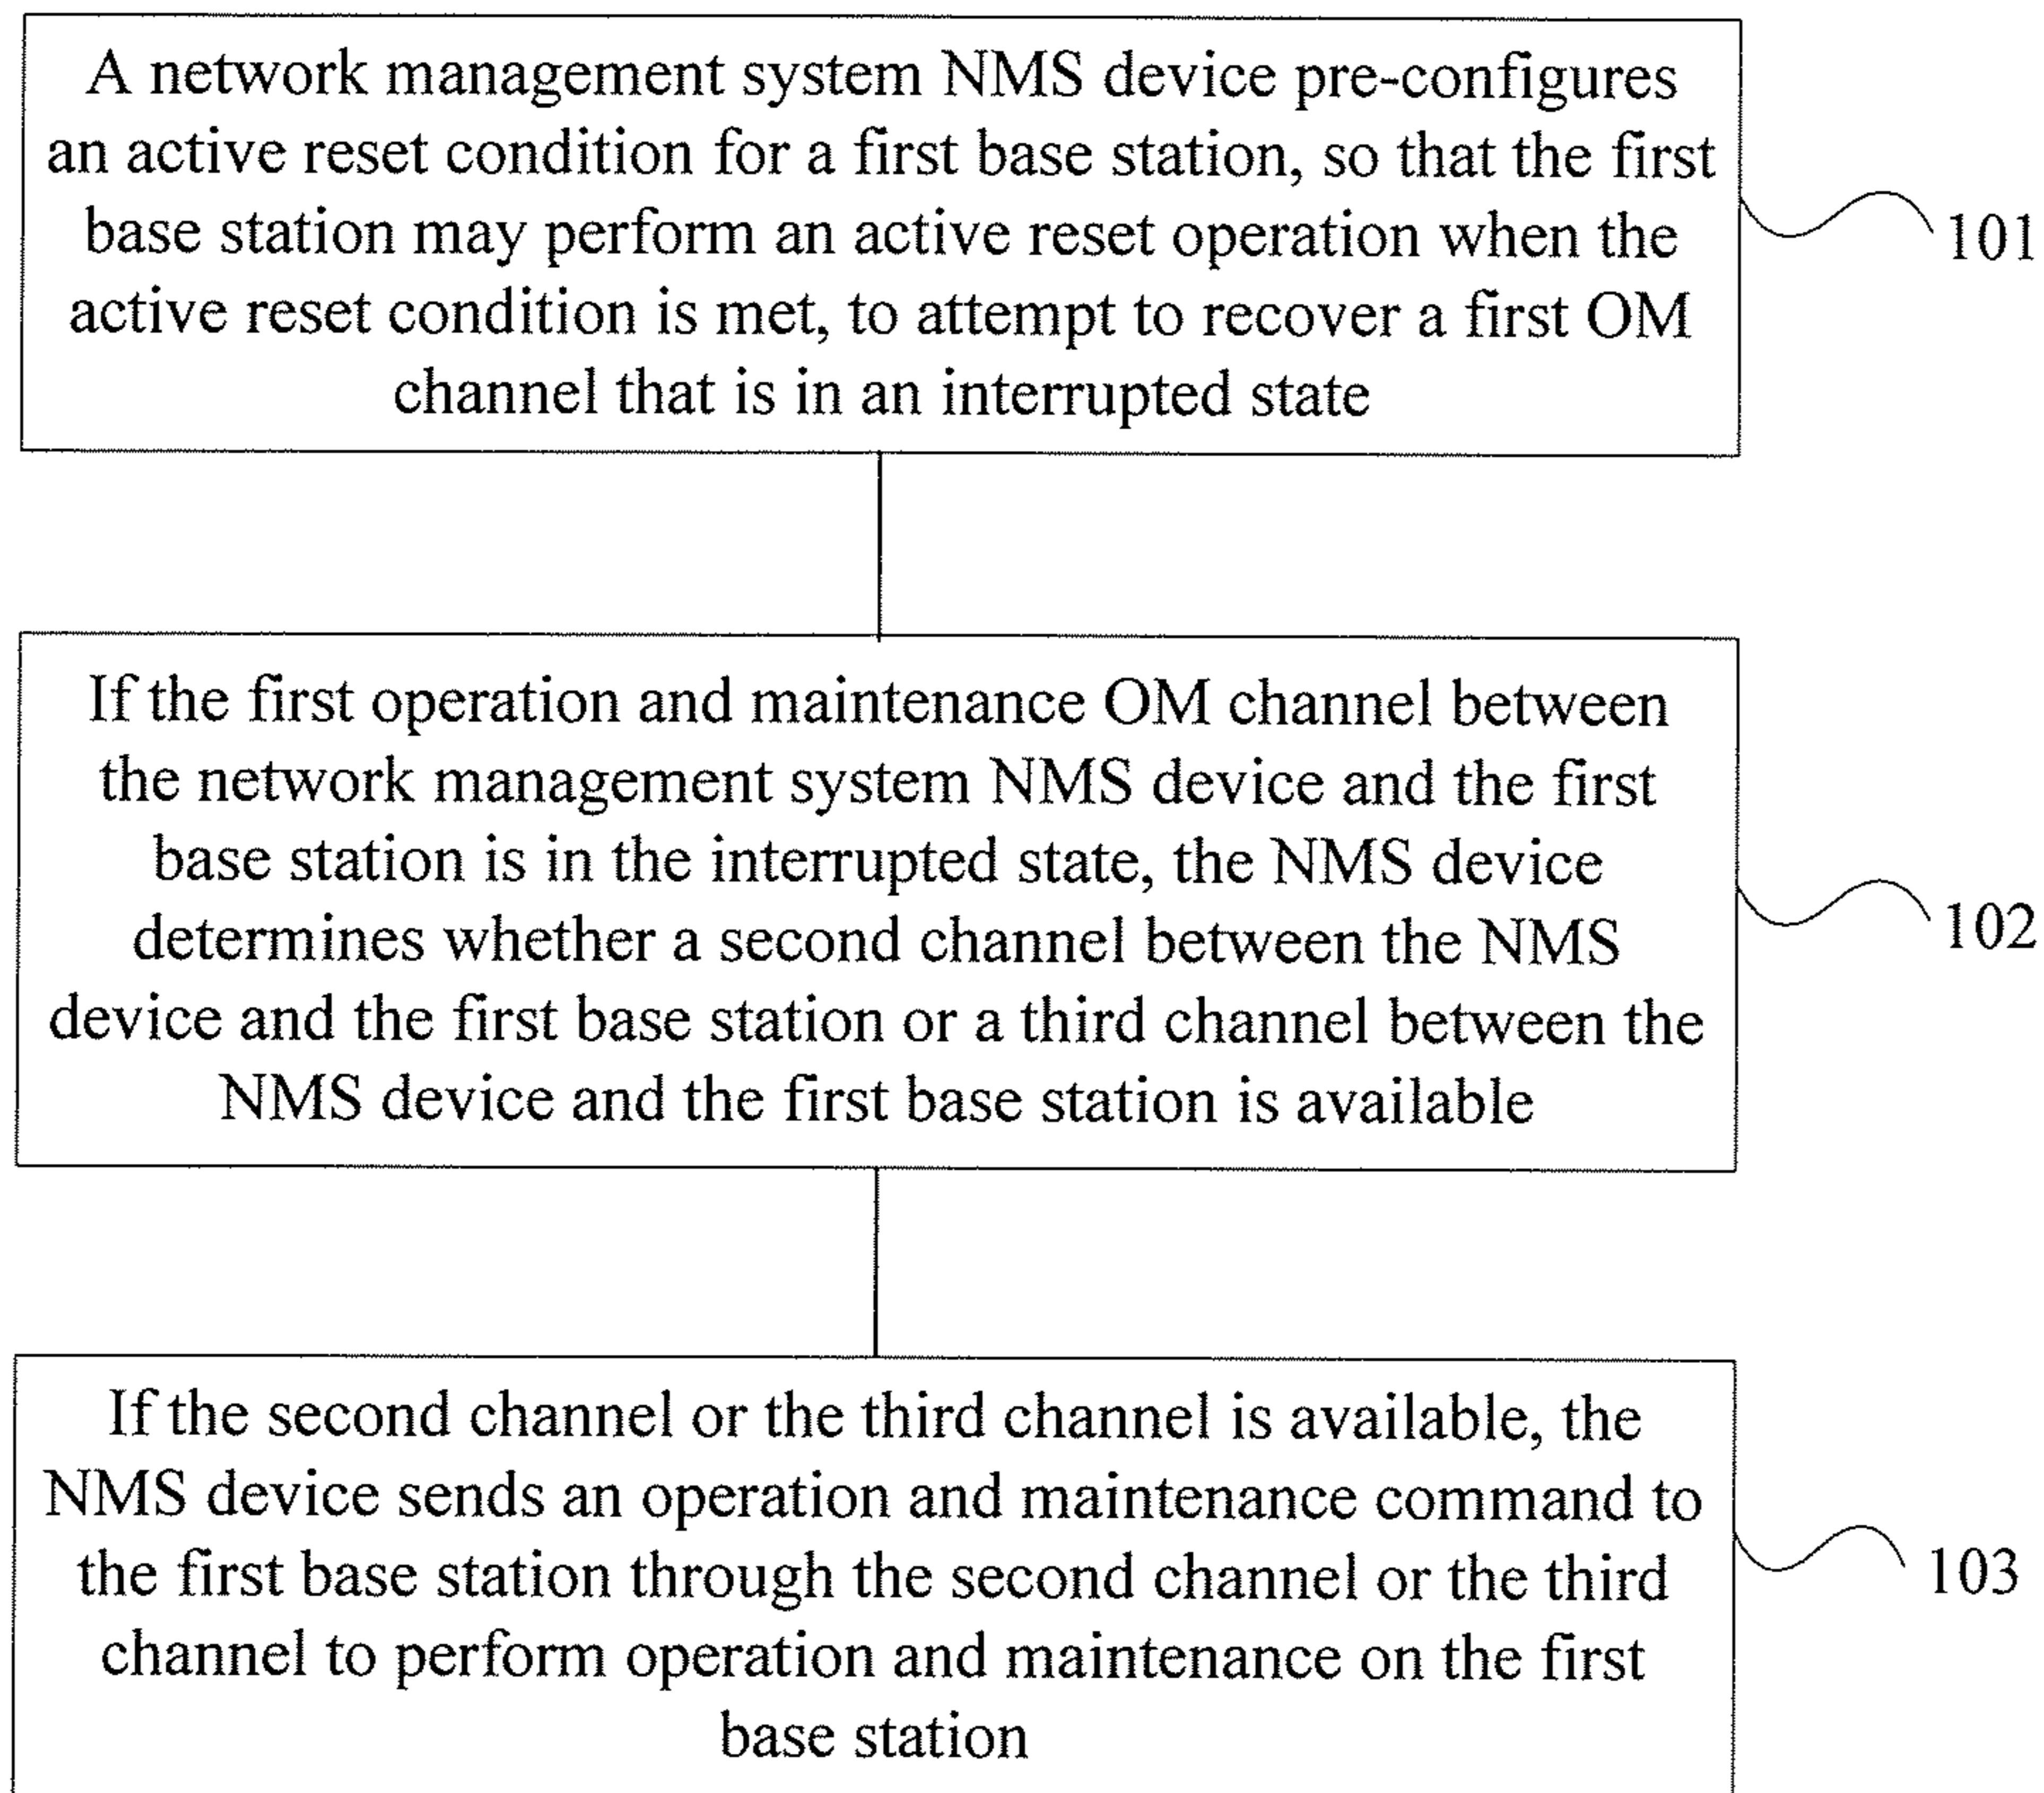 A network management system NMS device pre-configures
an active reset condition for a first base station, so that the first
base station may perform an active reset operation when the
active reset condition is met, to attempt to recover a first OM
channel that is in an interrupted state
101
If the first operation and maintenance OM channel between
the network management system NMS device and the first
base station is in the interrupted state, the NMS device
determines whether a second channel between the NMS
device and the first base station or a third channel between the
NMS device and the first base station is available
102
If the second channel or the third channel is available, the
NMS device sends an operation and maintenance command to
the first base station through the second channel or the third
channel to perform operation and maintenance on the first
base station
103